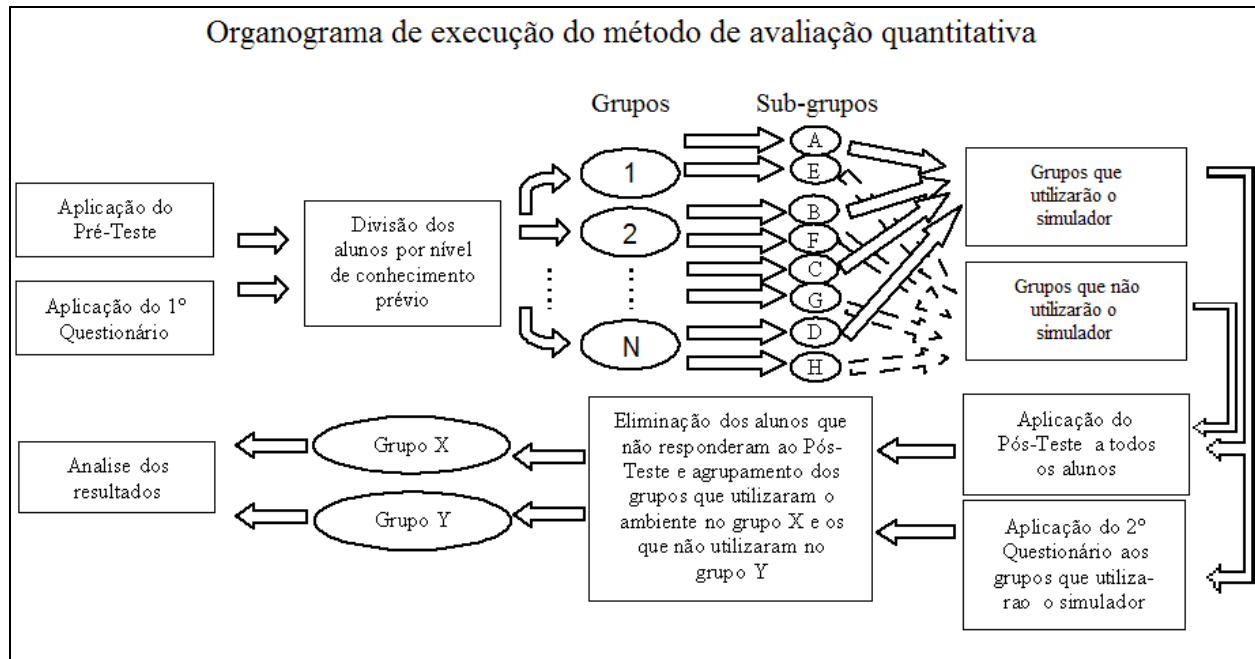 Organograma de execução do método de avaliação quantitativa
Grupos
Sub-grupos
Aplicação do
Pré-Teste
Aplicação do 1º
Questionário
Divisão dos
alunos por nível
de conhecimento
prévio
1
2
N
A
E
B
F
C
G
D
H
Grupos que
utilizarão o
simulador
Grupos que não
utilizarão o
simulador
Aplicação do
Pós-Teste a todos
os alunos
Aplicação do 2º
Questionário aos
grupos que utiliza-
rao o simulador
Eliminação dos alunos que
não responderam ao Pós-
Teste e agrupamento dos
grupos que utilizaram o
ambiente no grupo X e os
que não utilizaram no
grupo Y
Grupo X
Grupo Y
Analise dos
resultados